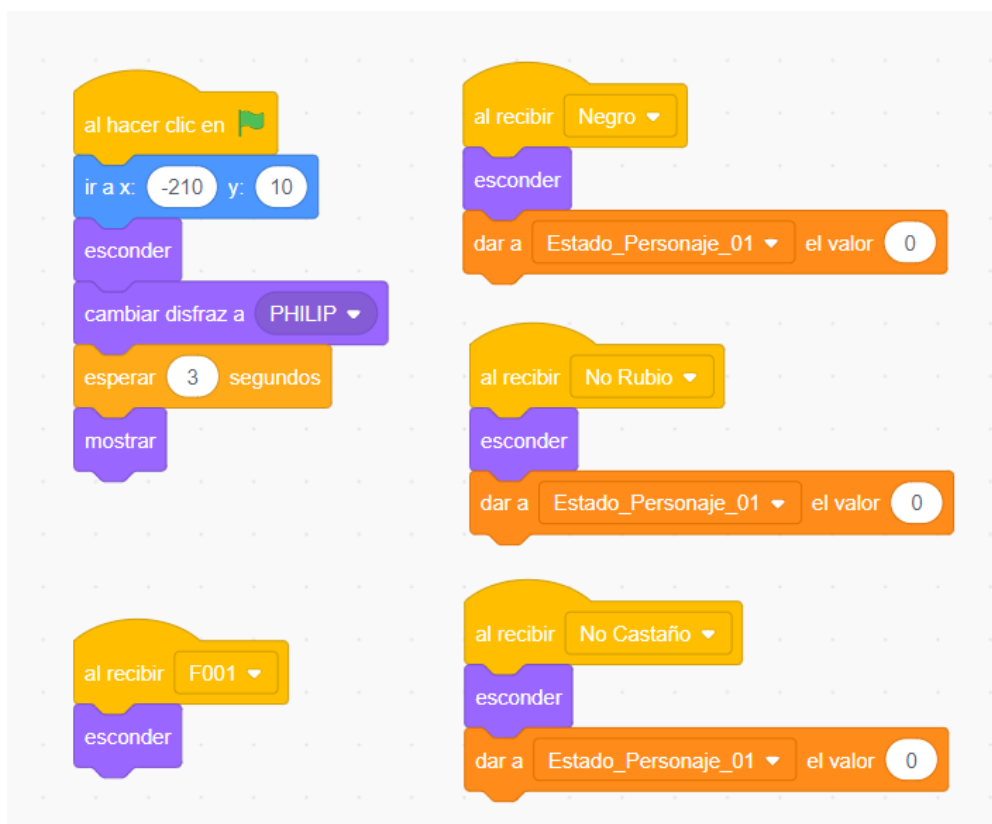 al hacer clic en
ir a x: -210 y: 10
esconder
cambiar disfraz a PHILIP
esperar 3 segundos
mostrar
al recibir F001
esconder
al recibir Negro
esconder
dar a Estado_Personaje_01 el valor 0
al recibir No Rubio
esconder
dar a Estado_Personaje_01 el valor 0
al recibir No Castaño
esconder
dar a Estado_Personaje_01 el valor 0